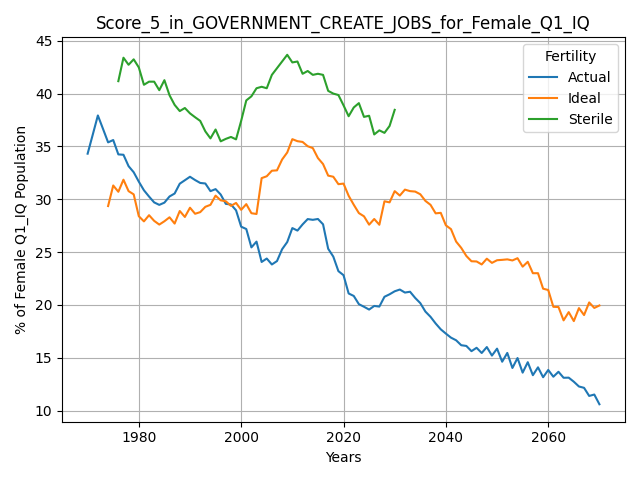 Score_5_in_GOVERNMENT_CREATE_JOBS_for_Female_Q1_IQ
Fertility
Actual
Ideal
Sterile
% of Female Q1_IQ Population
45
40
35
30
25
20
15
10
1980 2000 2020 2040 2060
Years